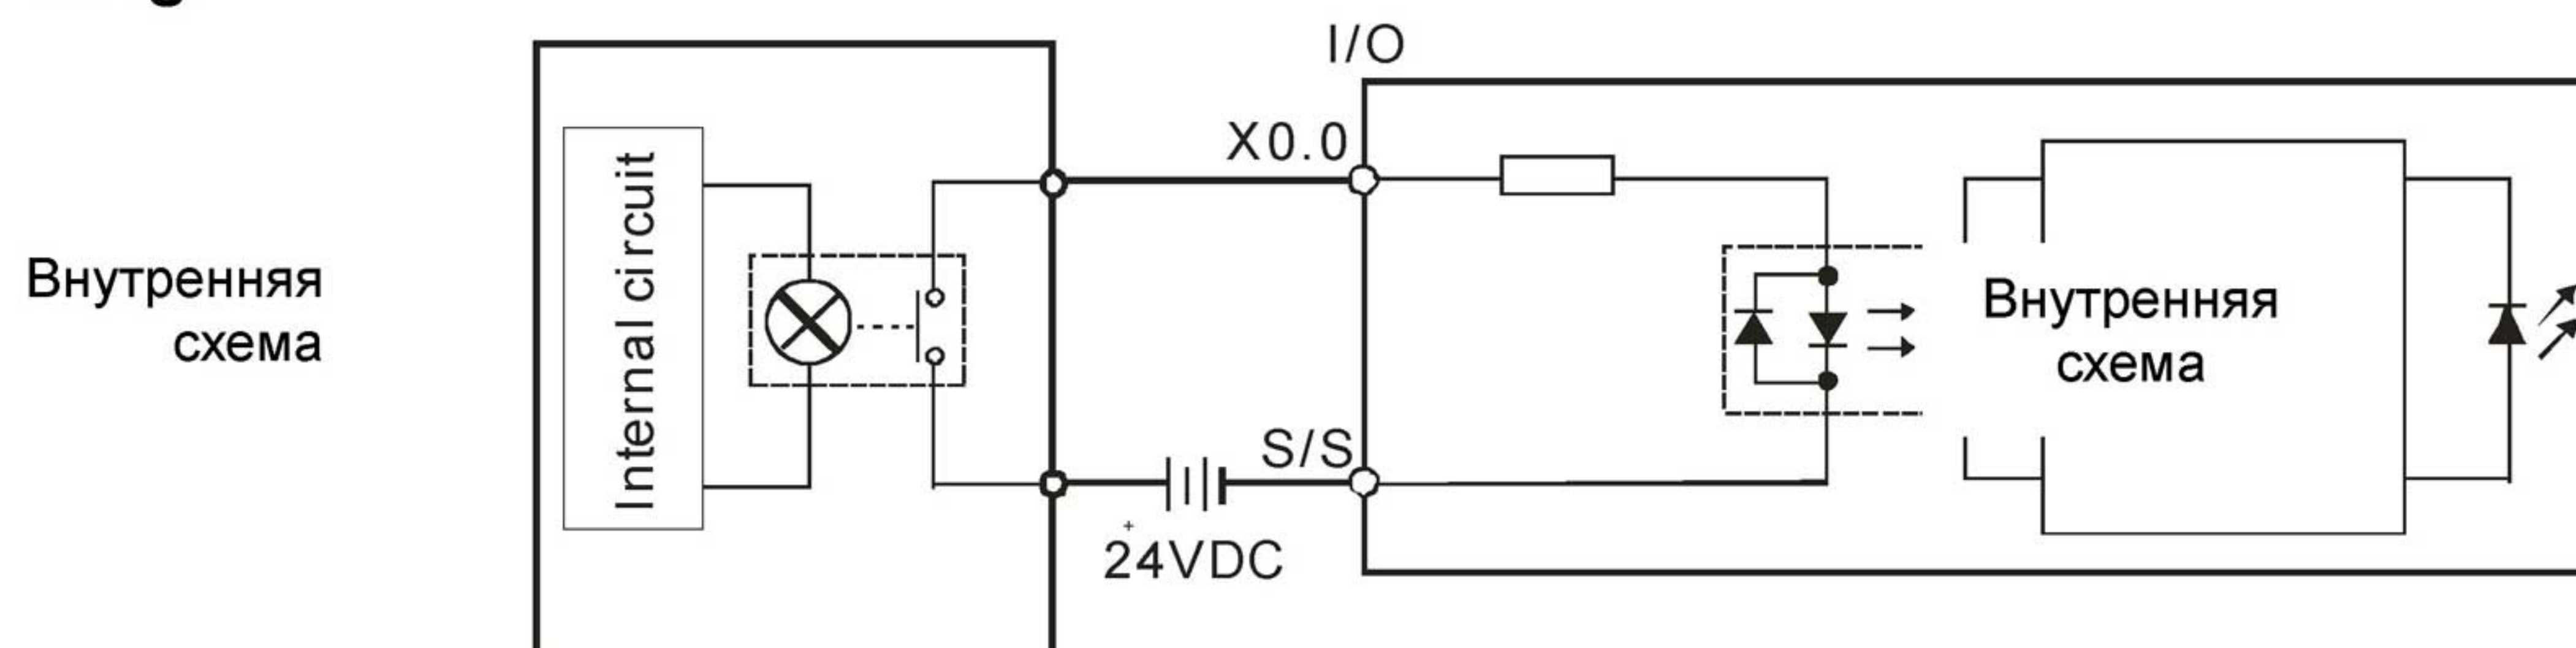 I/O
X0.0
Internal circuit
Внутренняя
схема
Внутренняя
схема
S/S
+
24VDC